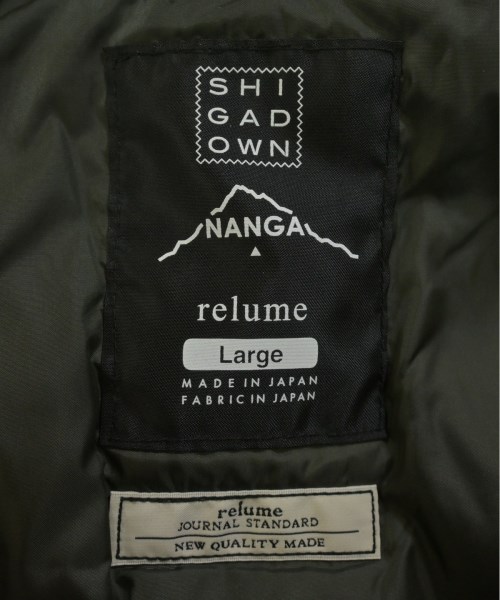 SHI
GAD
OWN
NANGA
relume
Large
MADE IN JAPAN
FABRIC IN JAPAN
relume
JOURNAL STANDARD
NEW QUALITY MADE